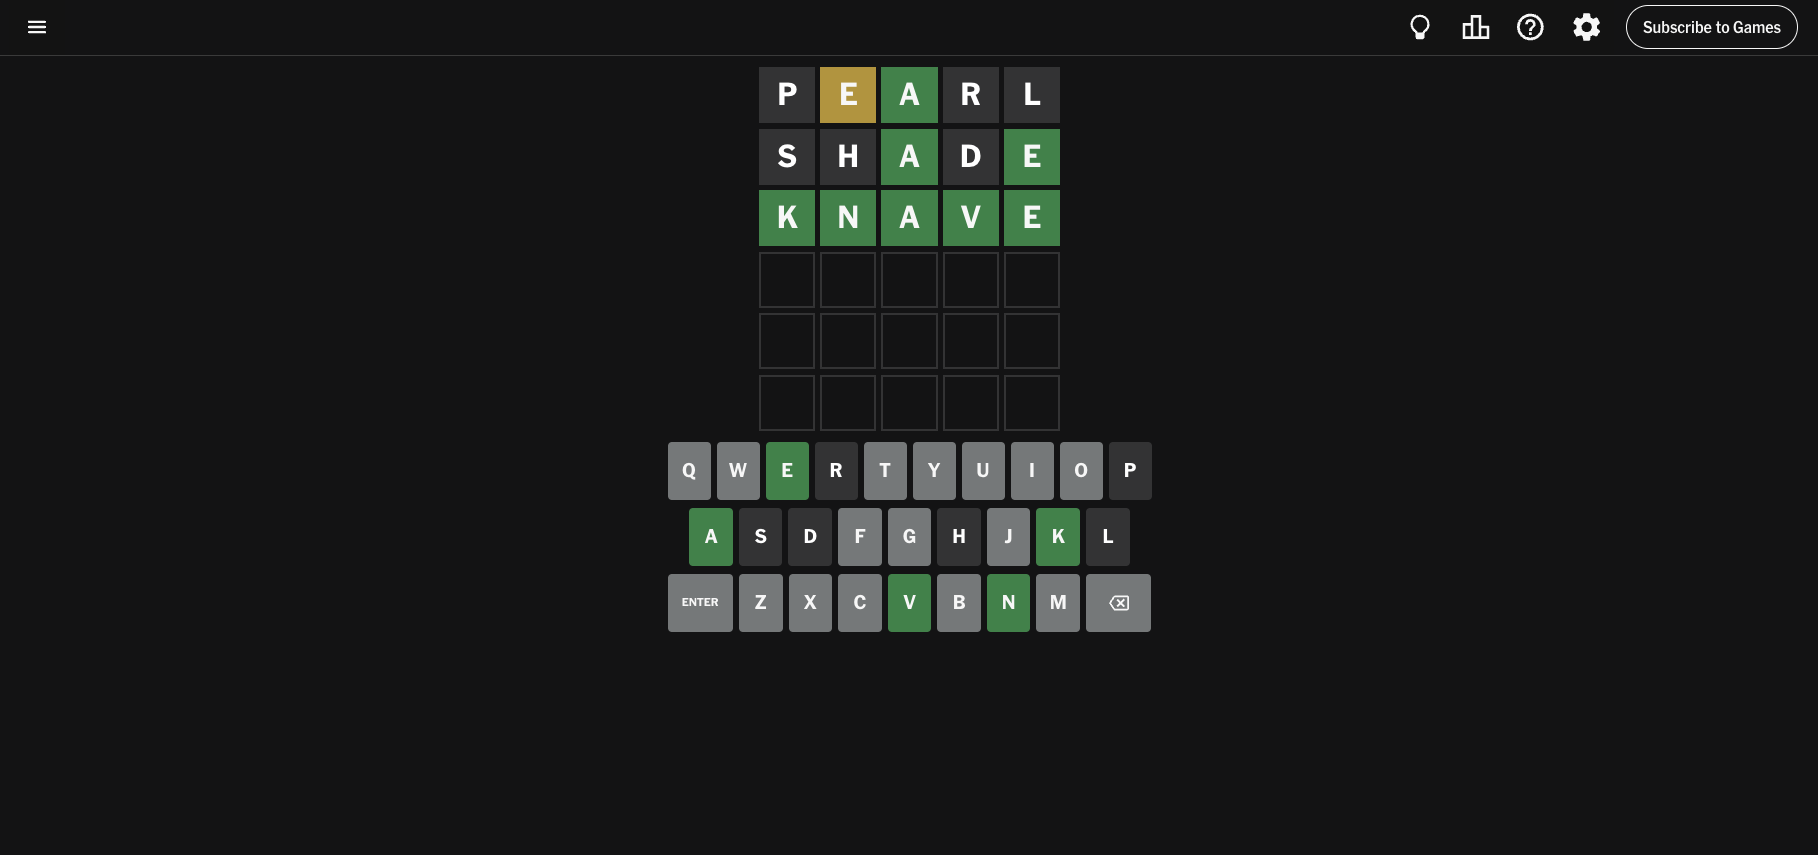 Subscribe to Games
P E A R L
S H A D E
K N A V E
Q W E R T Y U I O P
A S D F G H J K L
ENTER Z X C V B N M